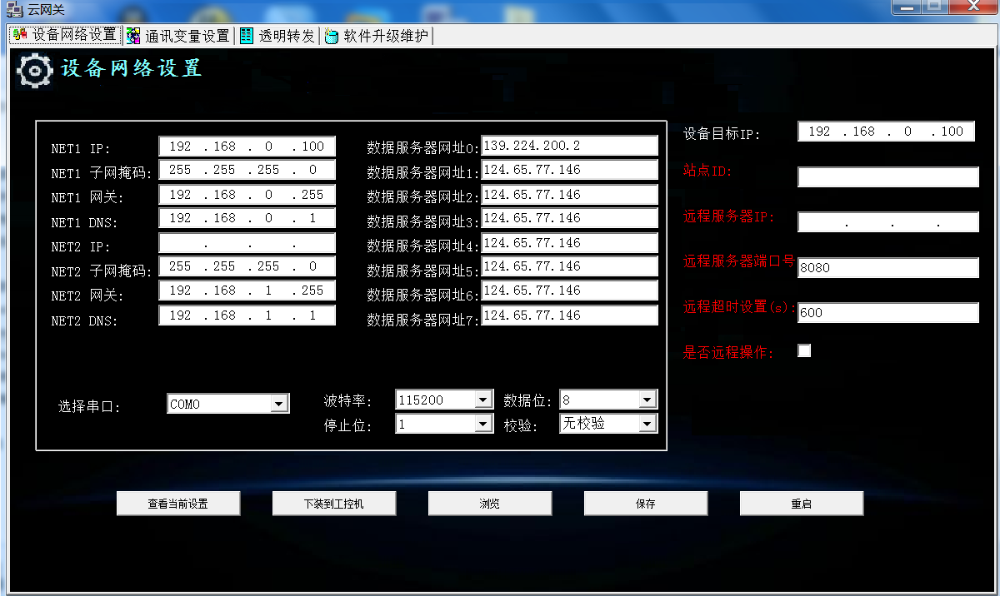 云网关
设备网络设置 通讯变量设置 透明转发 软件升级维护
设备网络设置
NET1 IP: 192 . 168 . 0 . 100
NET1 子网掩码: 255 . 255 . 255 . 0
NET1 网关: 192 . 168 . 0 . 255
NET1 DNS: 192 . 168 . 0 . 1
NET2 IP: . . .
NET2 子网掩码: 255 . 255 . 255 . 0
NET2 网关: 192 . 168 . 1 . 255
NET2 DNS: 192 . 168 . 1 . 1
数据服务器网址0: 139.224.200.2
数据服务器网址1: 124.65.77.146
数据服务器网址2: 124.65.77.146
数据服务器网址3: 124.65.77.146
数据服务器网址4: 124.65.77.146
数据服务器网址5: 124.65.77.146
数据服务器网址6: 124.65.77.146
数据服务器网址7: 124.65.77.146
选择串口: COM0
波特率: 115200 数据位: 8
停止位: 1 校验: 无校验
设备目标IP: 192 . 168 . 0 . 100
站点ID:
远程服务器IP: . . .
远程服务器端口号 8080
远程超时设置(s): 600
是否远程操作:
查看当前设置 下装到工控机 浏览 保存 重启